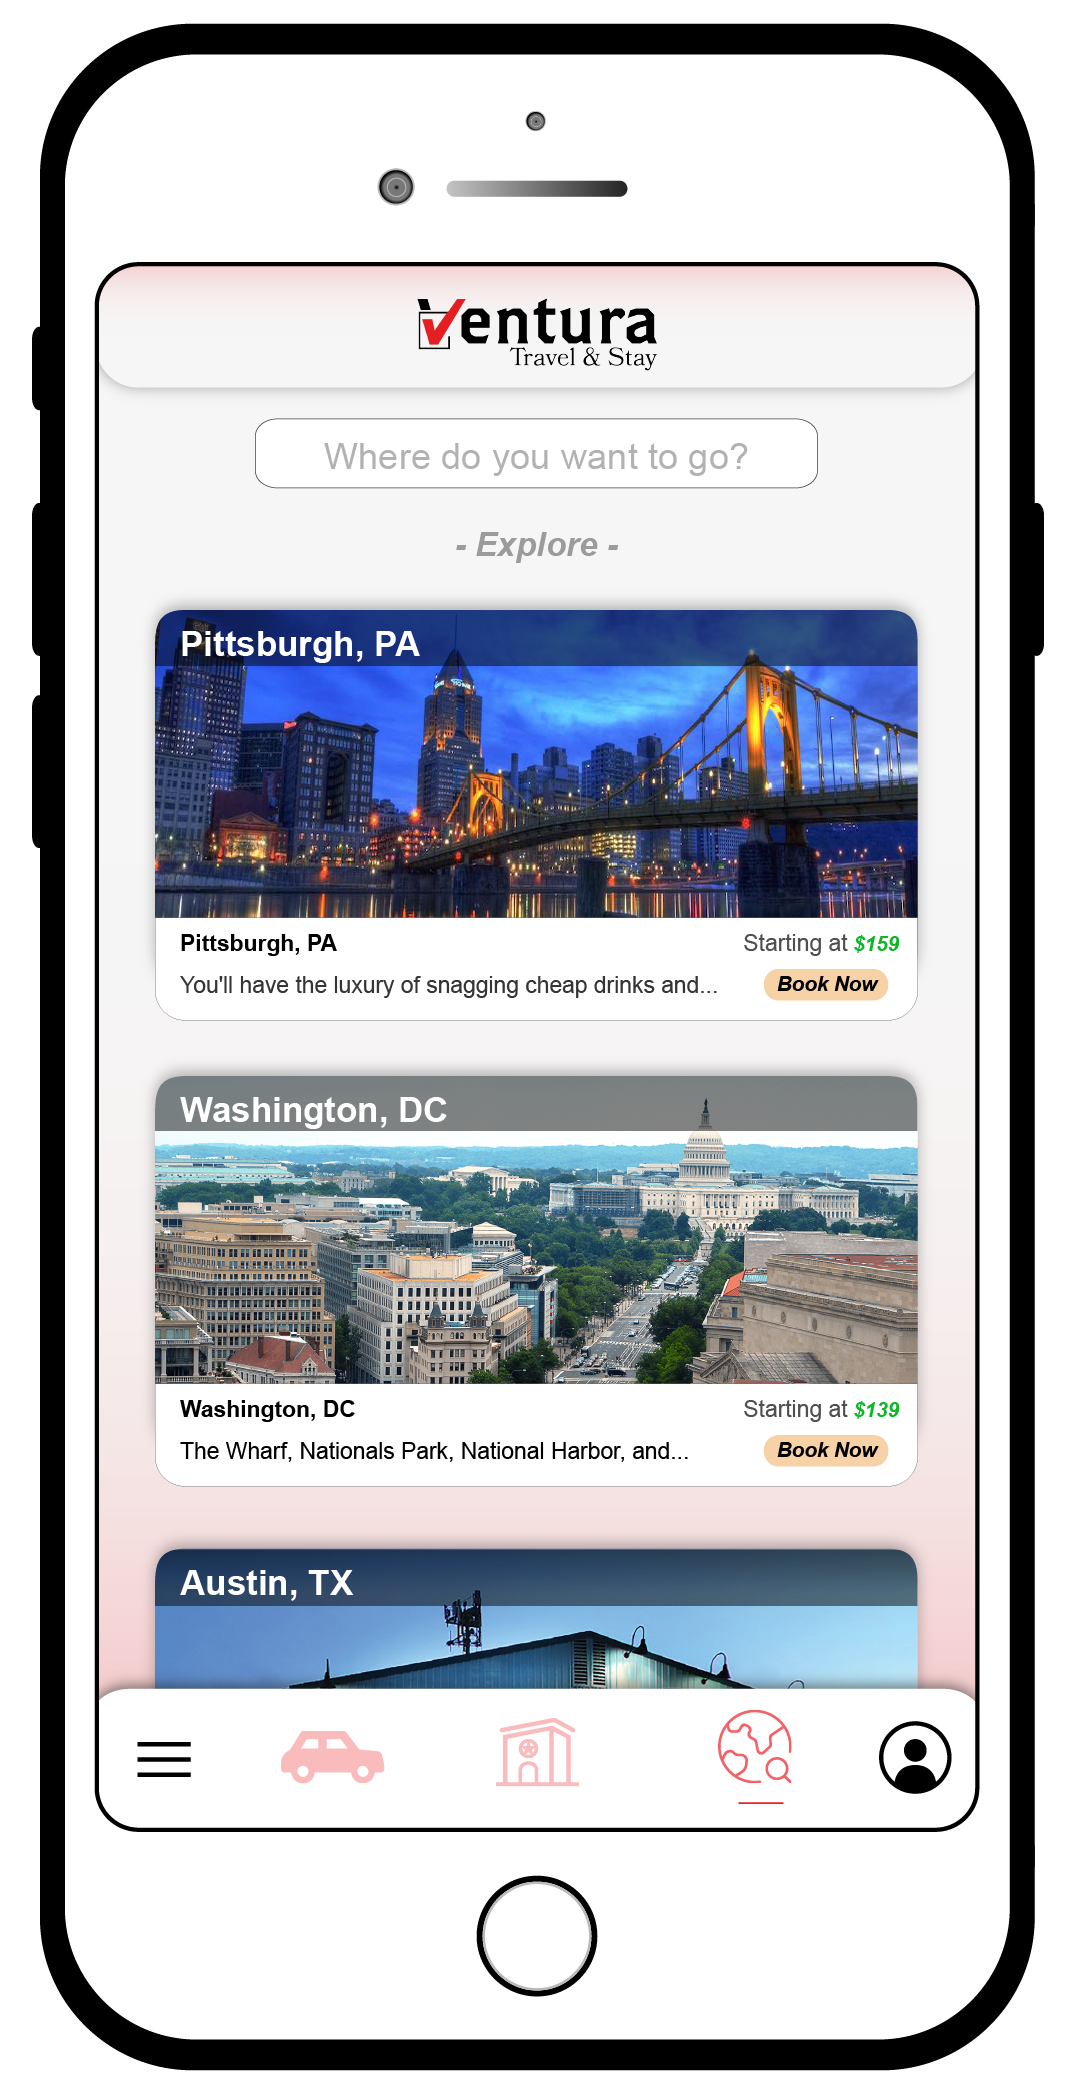 Ventura
Travel & Stay
Where do you want to go?
- Explore -
Pittsburgh, PA
Pittsburgh, PA
Starting at $159
You'll have the luxury of snagging cheap drinks and...
Book Now
Washington, DC
Washington, DC
Starting at $139
The Wharf, Nationals Park, National Harbor, and...
Book Now
Austin, TX